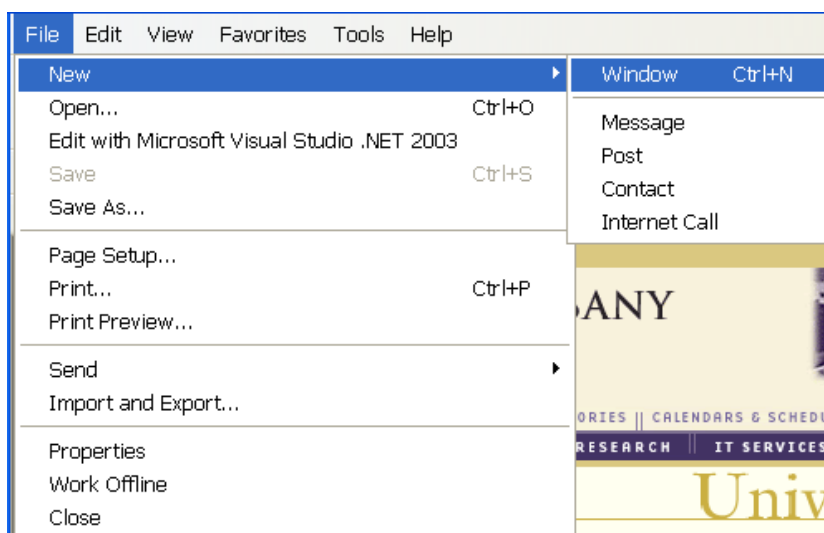 File Edit View Favorites Tools Help
New
Open... Ctrl+O
Edit with Microsoft Visual Studio .NET 2003
Save Ctrl+S
Save As...
Page Setup...
Print... Ctrl+P
Print Preview...
Send
Import and Export...
Properties
Work Offline
Close
Window Ctrl+N
Message
Post
Contact
Internet Call
BANY
ORIES || CALENDARS & SCHEDU
RESEARCH || IT SERVICES
Univ